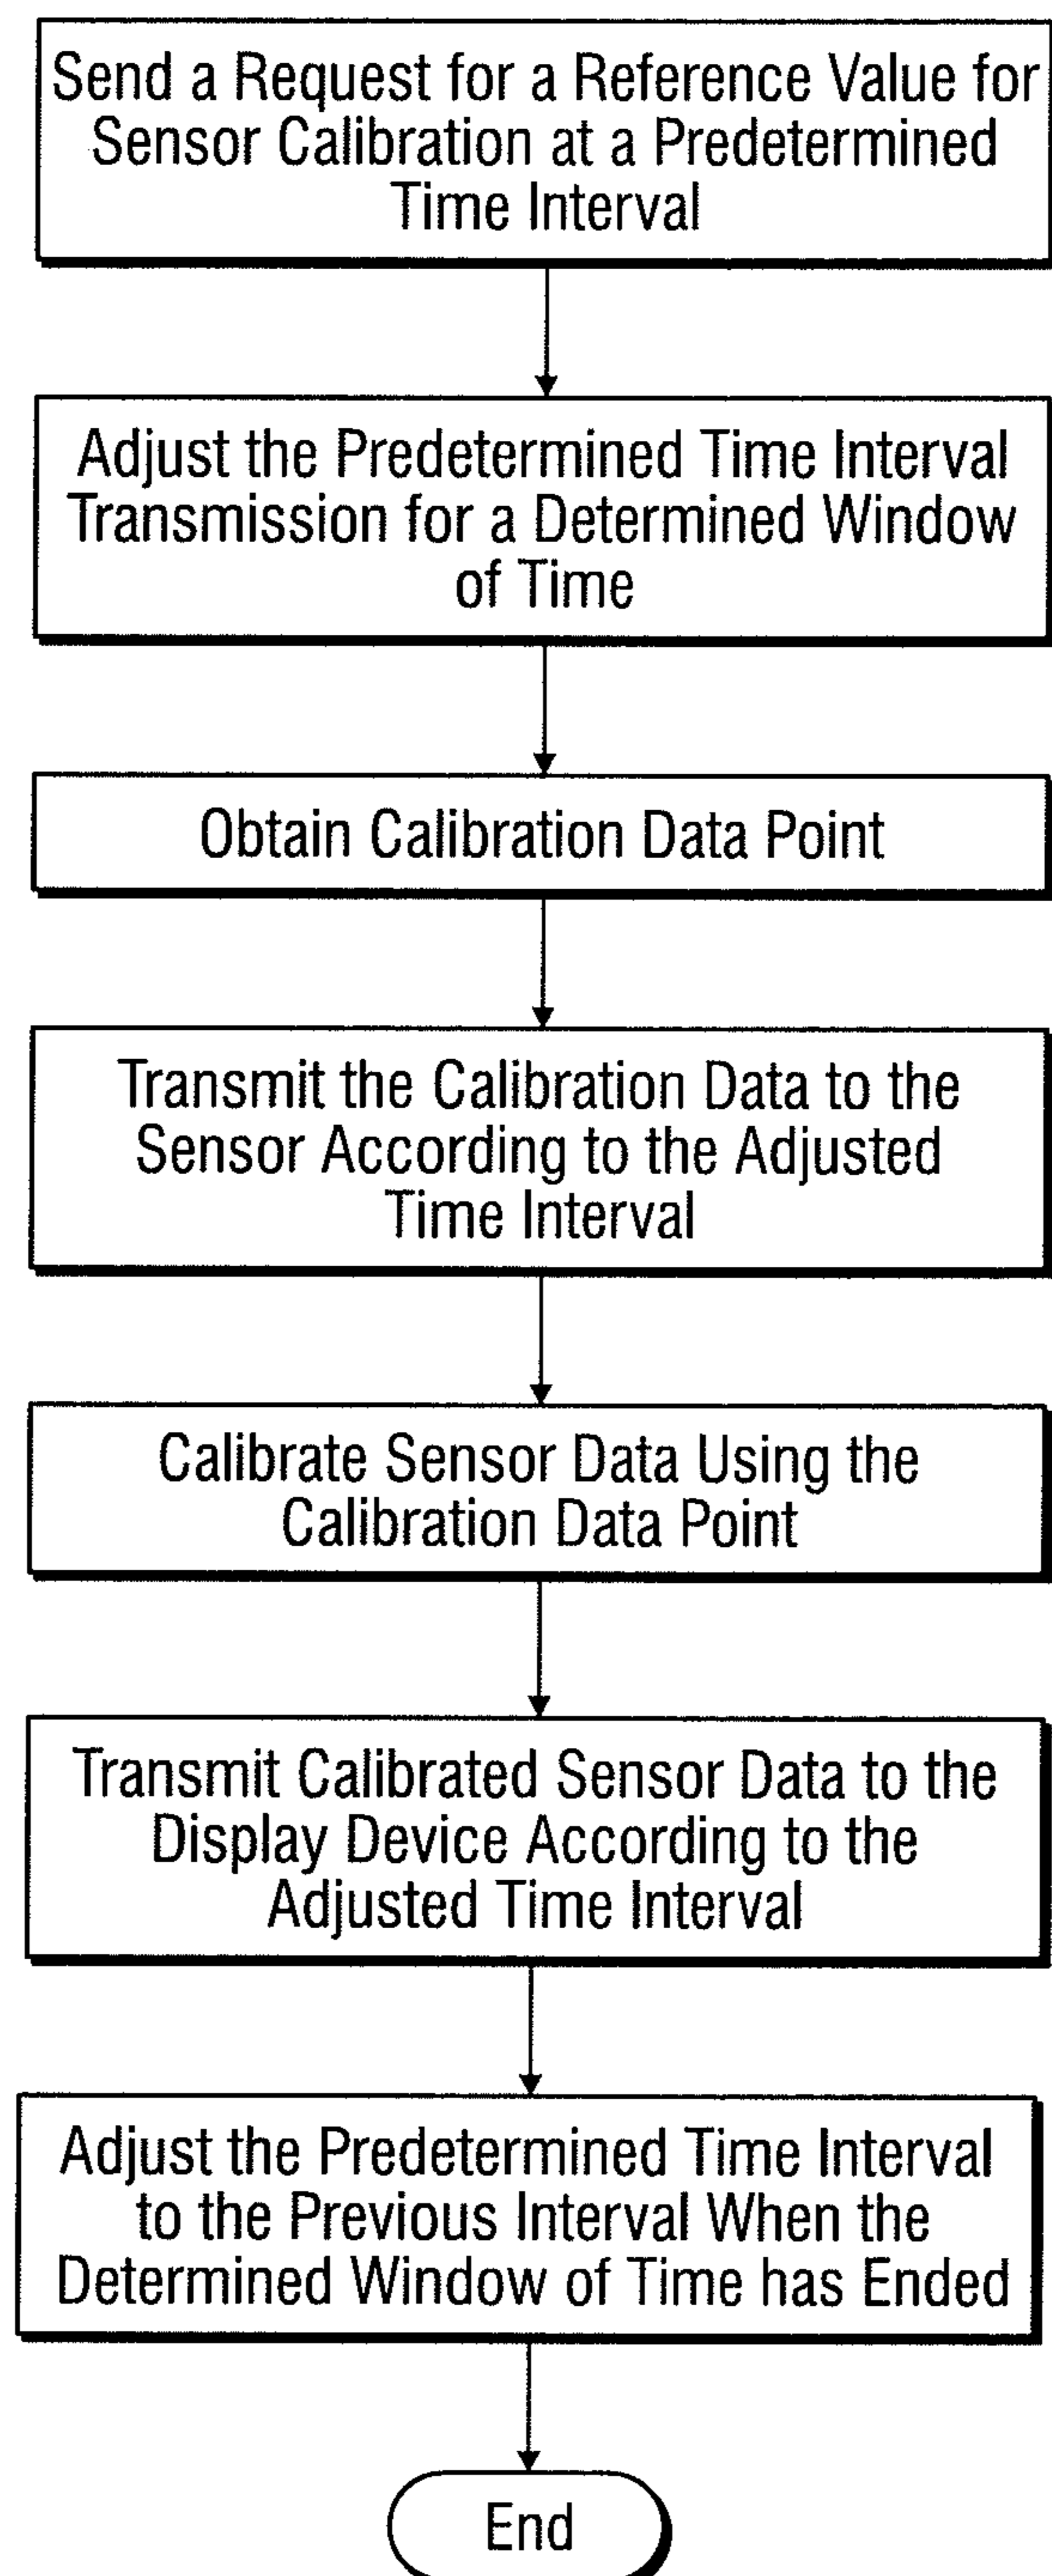 Send a Request for a Reference Value for
Sensor Calibration at a Predetermined
Time Interval
Adjust the Predetermined Time Interval
Transmission for a Determined Window
of Time
Obtain Calibration Data Point
Transmit the Calibration Data to the
Sensor According to the Adjusted
Time Interval
Calibrate Sensor Data Using the
Calibration Data Point
Transmit Calibrated Sensor Data to the
Display Device According to the
Adjusted Time Interval
Adjust the Predetermined Time Interval
to the Previous Interval When the
Determined Window of Time has Ended
End